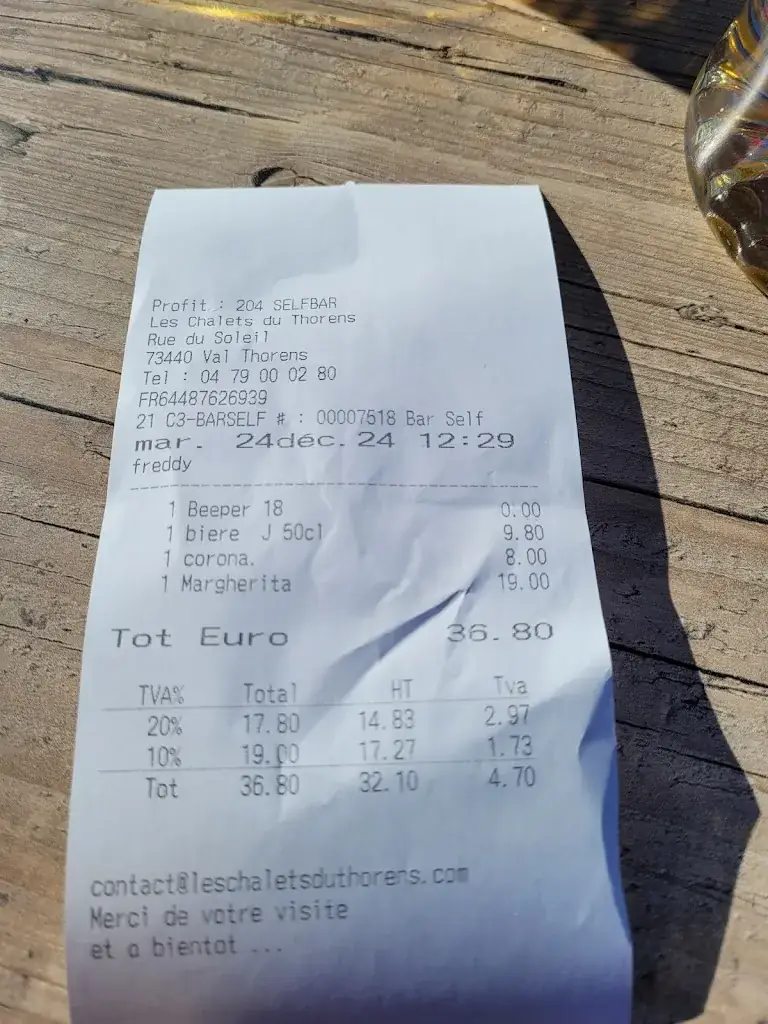 Profit : 204 SELFBAR
Les Chalets du Thorens
Rue du Soleil
73440 Val Thorens
Tel : 04 79 00 02 80
FR64487626939
21 C3-BARSELF # : 00007518 Bar Self
mar. 24déc.24 12:29
freddy
1 Beeper 18 0.00
1 biere J 50cl 9.80
1 corona. 8.00
1 Margherita 19.00
Tot Euro 36.80
TVA% Total HT Tva
20% 17.80 14.83 2.97
10% 19.00 17.27 1.73
Tot 36.80 32.10 4.70
contact@leschaletsduthorens.com
Merci de votre visite
et a bientot ...